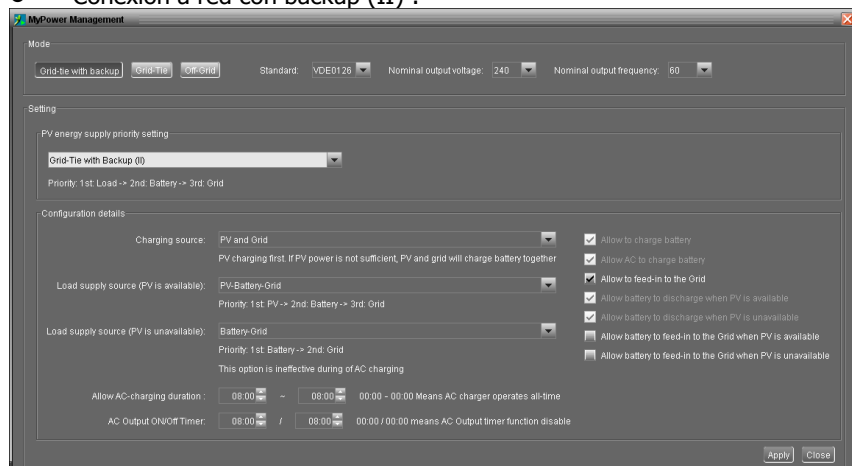 Conexión a red con backup (II) :
MyPower Management
Mode
Grid-tie with backup Grid-Tie Off-Grid Standard: VDE0126 Nominal output voltage: 240 Nominal output frequency: 60
Setting
PV energy supply priority setting
Grid-Tie with Backup (II)
Priority: 1st: Load -> 2nd: Battery -> 3rd: Grid
Configuration details
Charging source: PV and Grid
PV charging first. If PV power is not sufficient, PV and grid will charge battery together
Load supply source (PV is available): PV-Battery-Grid
Priority: 1st: PV -> 2nd: Battery -> 3rd: Grid
Load supply source (PV is unavailable): Battery-Grid
Priority: 1st: Battery -> 2nd: Grid
This option is ineffective during of AC charging
Allow to charge battery
Allow AC to charge battery
Allow to feed-in to the Grid
Allow battery to discharge when PV is available
Allow battery to discharge when PV is unavailable
Allow battery to feed-in to the Grid when PV is available
Allow battery to feed-in to the Grid when PV is unavailable
Allow AC-charging duration : 08:00 ~ 08:00 00:00 - 00:00 Means AC charger operates all-time
AC Output ON/Off Timer: 08:00 / 08:00 00:00 / 00:00 means AC Output timer function disable
Apply Close